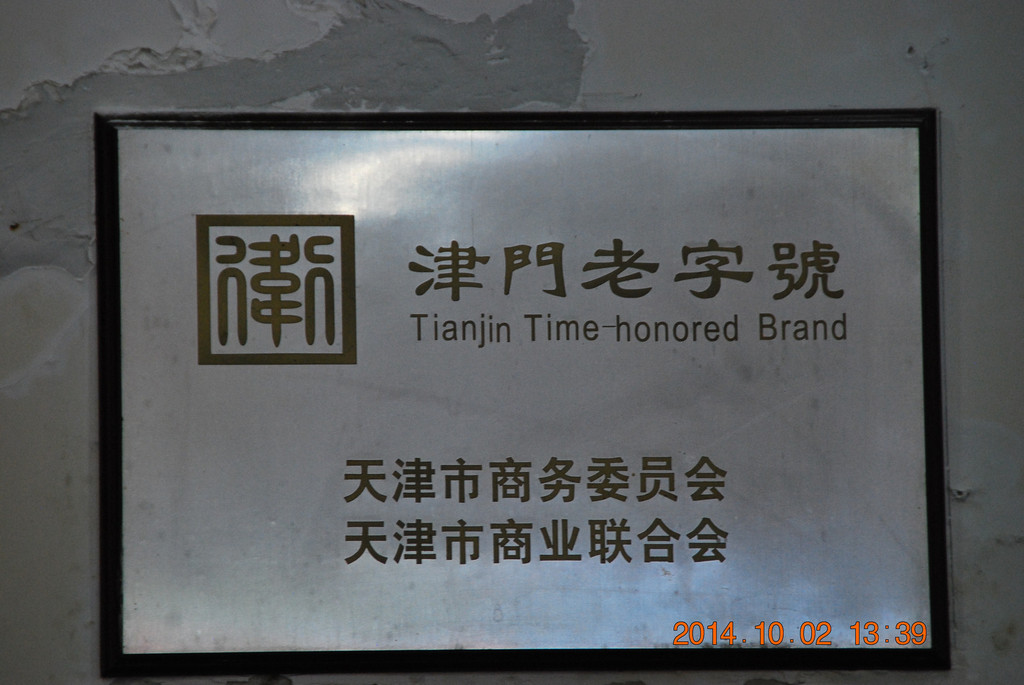 衛
津門老字號
Tianjin Time-honored Brand
天津市商务委员会
天津市商业联合会
2014.10.02 13:39